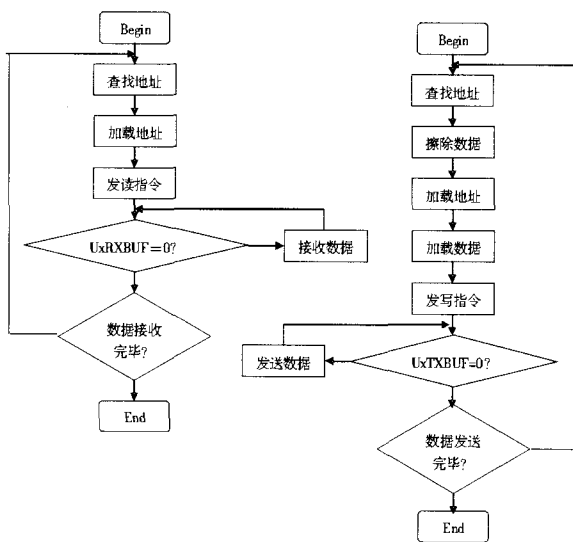 Begin
查找地址
加载地址
发读指令
UxRXBUF=0?
接收数据
数据接收
完毕?
End
Begin
查找地址
擦除数据
加载地址
加载数据
发写指令
UxTXBUF=0?
发送数据
数据发送
完毕?
End